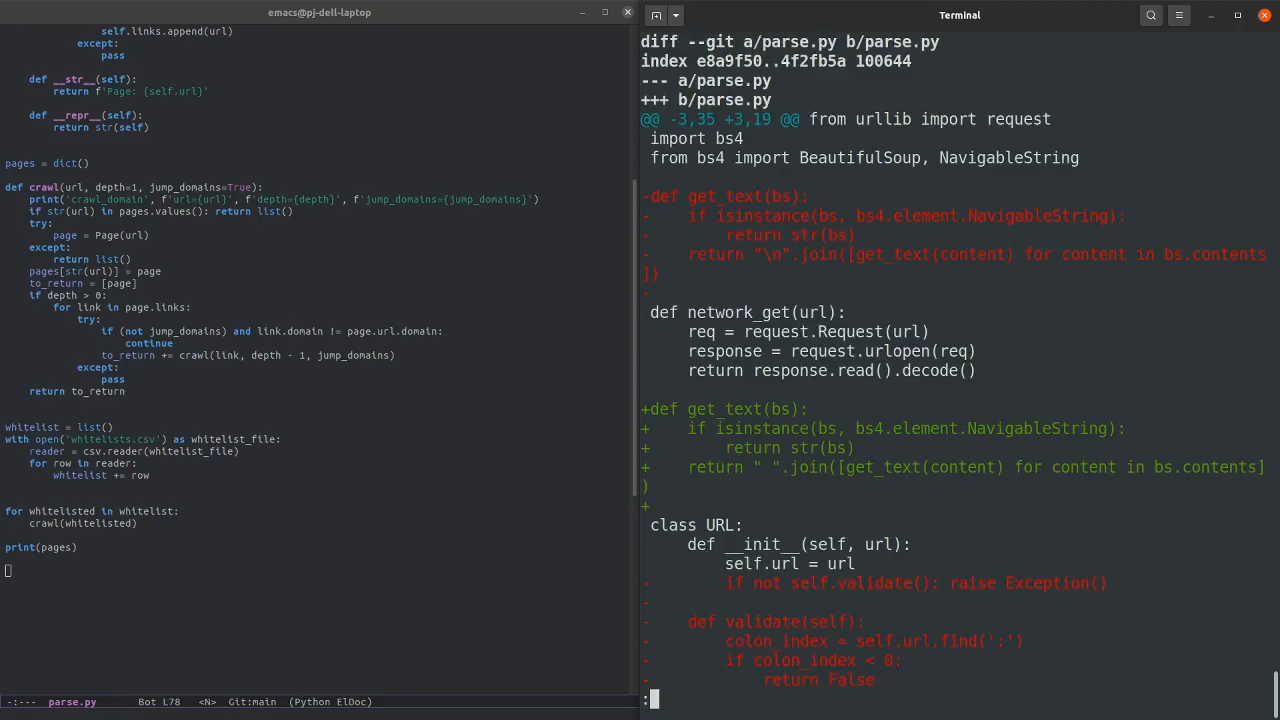 emacs@pj-dell-laptop
self.links.append(url)
except:
pass
def __str__(self):
return f'Page: {self.url}'
def __repr__(self):
return str(self)
pages = dict()
def crawl(url, depth=1, jump_domains=True):
print('crawl_domain', f'url={url}', f'depth={depth}', f'jump_domains={jump_domains}')
if str(url) in pages.values(): return list()
try:
page = Page(url)
except:
return list()
pages[str(url)] = page
to_return = [page]
if depth > 0:
for link in page.links:
try:
if (not jump_domains) and link.domain != page.url.domain:
continue
to_return += crawl(link, depth - 1, jump_domains)
except:
pass
return to_return
whitelist = list()
with open('whitelists.csv') as whitelist_file:
reader = csv.reader(whitelist_file)
for row in reader:
whitelist += row
for whitelisted in whitelist:
crawl(whitelisted)
print(pages)
-:--- parse.py Bot L78 <N> Git:main (Python ElDoc)
Terminal
diff --git a/parse.py b/parse.py
index e8a9f50..4f2fb5a 100644
--- a/parse.py
+++ b/parse.py
@@ -3,35 +3,19 @@ from urllib import request
import bs4
from bs4 import BeautifulSoup, NavigableString
-def get_text(bs):
-    if isinstance(bs, bs4.element.NavigableString):
-        return str(bs)
-    return "\n".join([get_text(content) for content in bs.contents
])
-
def network_get(url):
req = request.Request(url)
response = request.urlopen(req)
return response.read().decode()
+def get_text(bs):
+    if isinstance(bs, bs4.element.NavigableString):
+        return str(bs)
+    return " ".join([get_text(content) for content in bs.contents]
)
+
class URL:
def __init__(self, url):
self.url = url
-        if not self.validate(): raise Exception()
-
-    def validate(self):
-        colon_index = self.url.find(':')
-        if colon_index < 0:
-            return False
: